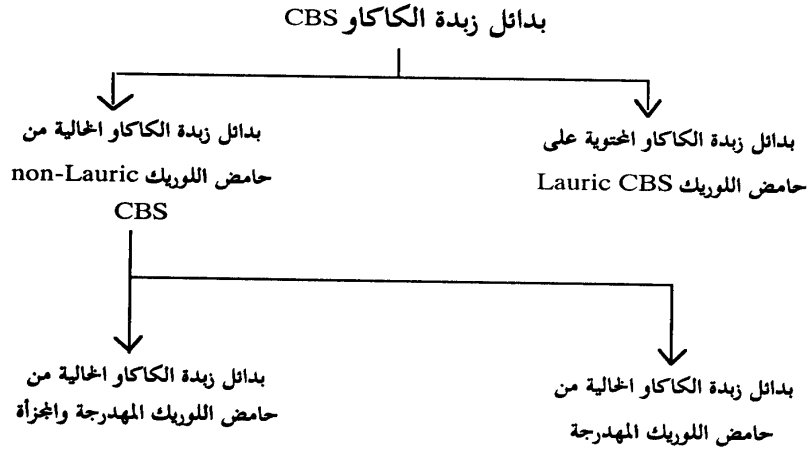 بدائل زبدة الكاكاو CBS
بدائل زبدة الكاكاو المحتوية على
حامض اللوريك Lauric CBS
بدائل زبدة الكاكاو الخالية من
حامض اللوريك non-Lauric
CBS
بدائل زبدة الكاكاو الخالية من
حامض اللوريك المهدرجة
بدائل زبدة الكاكاو الخالية من
حامض اللوريك المهدرجة والمجزأة